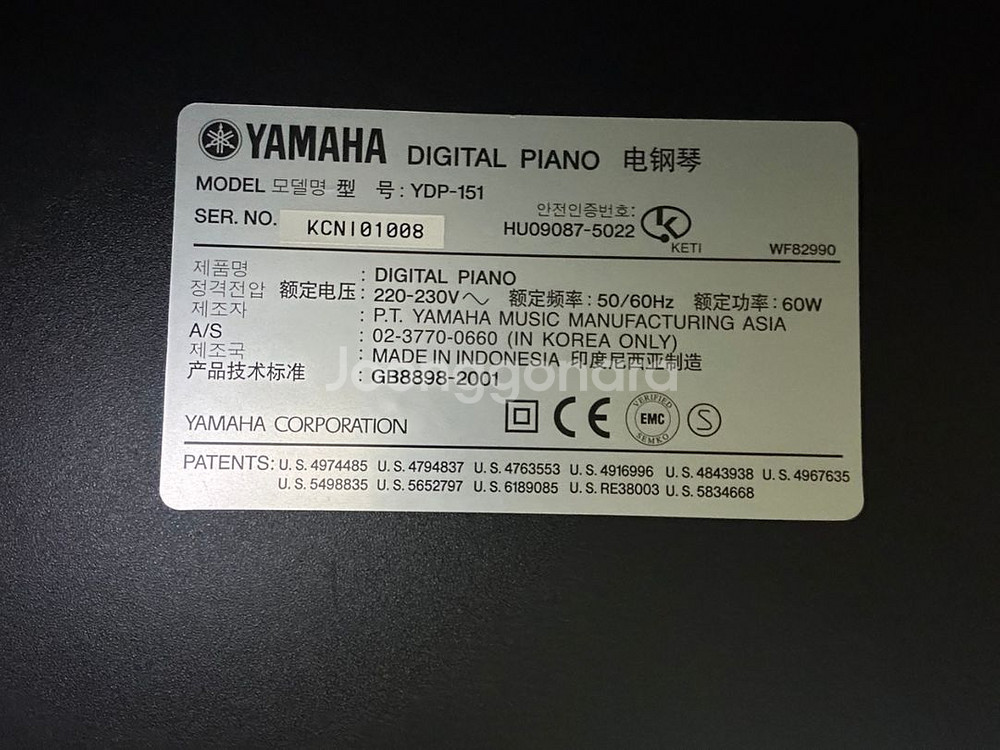 YAMAHA DIGITAL PIANO 电钢琴
MODEL 모델명 型 号 : YDP-151
SER. NO. KCNI01008
안전인증번호:
HU09087-5022
KETI
WF82990
제품명 : DIGITAL PIANO
정격전압 额定电压 : 220-230V~ 额定频率 : 50/60Hz 额定功率 : 60W
제조자 : P.T. YAMAHA MUSIC MANUFACTURING ASIA
A/S : 02-3770-0660 (IN KOREA ONLY)
제조국 : MADE IN INDONESIA 印度尼西亚制造
产品技术标准 : GB8898-2001
Joonggonara
YAMAHA CORPORATION
CE
VERIFIED
EMC
SEMKO
S
PATENTS: U.S. 4974485 U.S. 4794837 U.S. 4763553 U.S. 4916996 U.S. 4843938 U.S. 4967635
U.S. 5498835 U.S. 5652797 U.S. 6189085 U.S. RE38003 U.S. 5834668